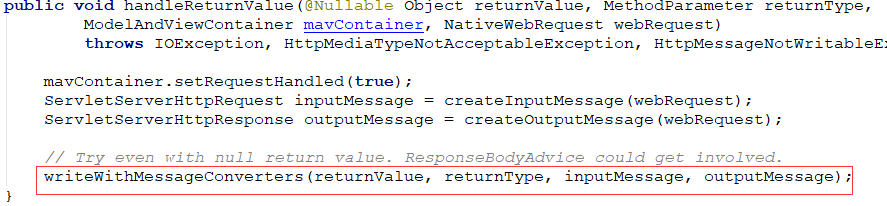 public void handleReturnValue(@Nullable Object returnValue, MethodParameter returnType,
ModelAndViewContainer mavContainer, NativeWebRequest webRequest)
throws IOException, HttpMediaTypeNotAcceptableException, HttpMessageNotWritableEx
mavContainer.setRequestHandled(true);
ServletServerHttpRequest inputMessage = createInputMessage(webRequest);
ServletServerHttpResponse outputMessage = createOutputMessage(webRequest);
// Try even with null return value. ResponseBodyAdvice could get involved.
writeWithMessageConverters(returnValue, returnType, inputMessage, outputMessage);
}